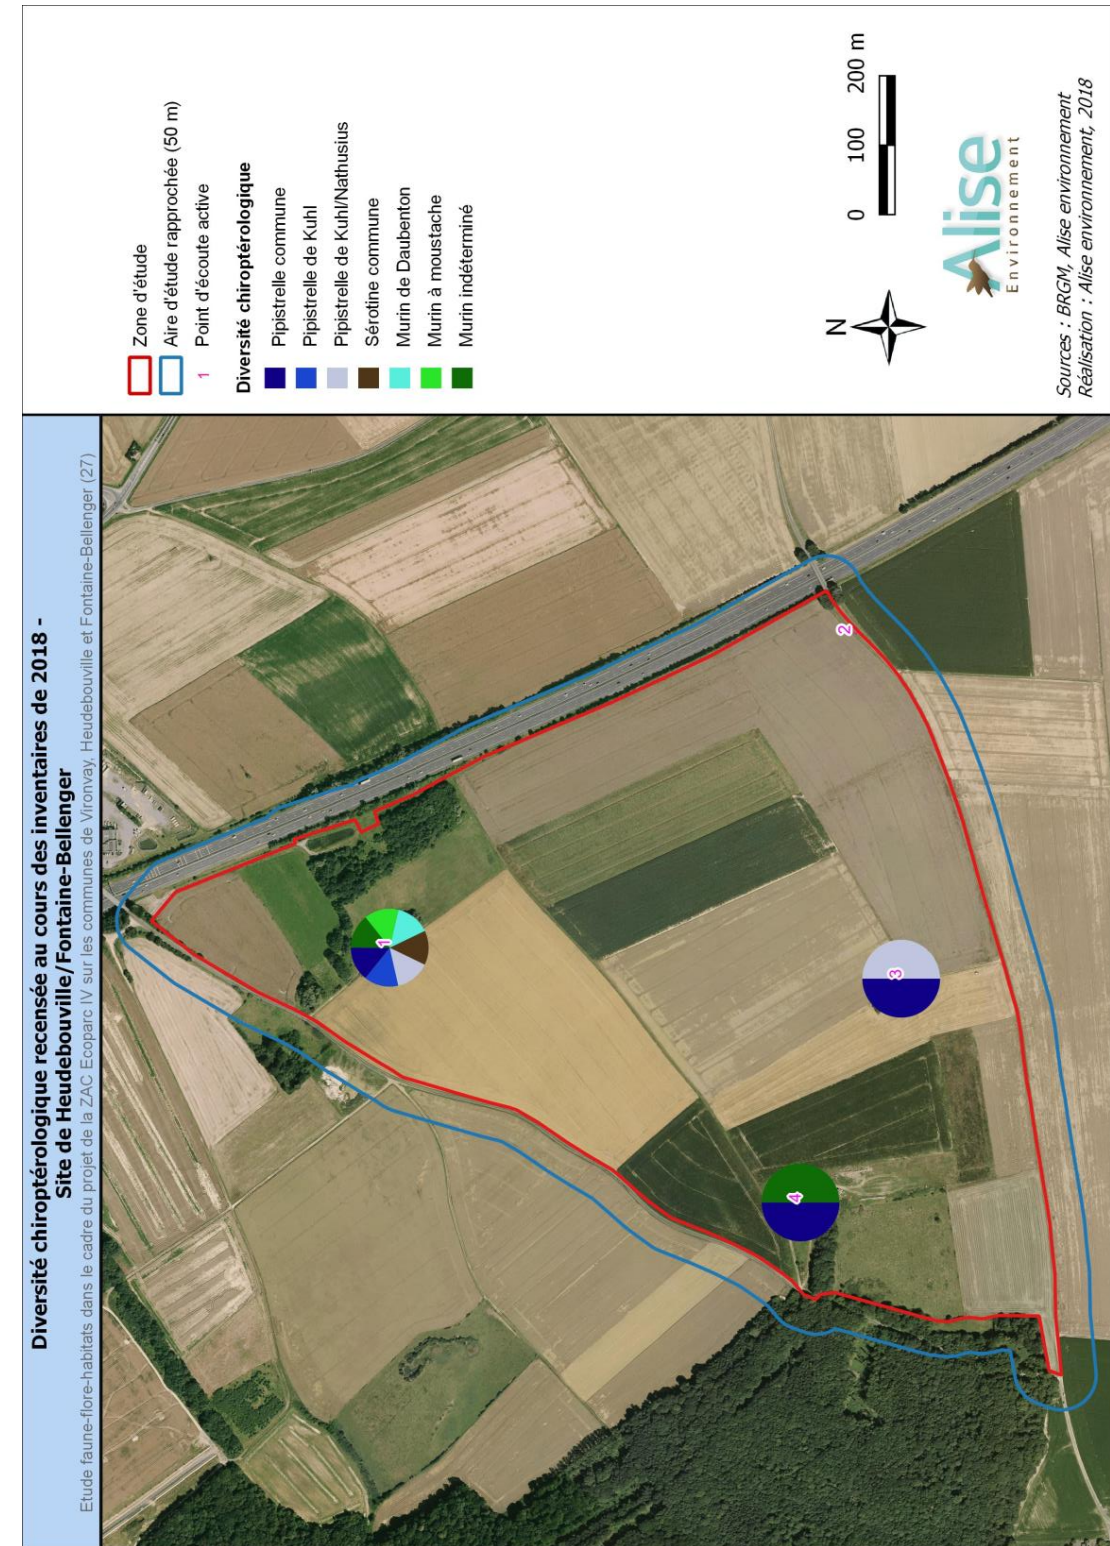 Diversité chiroptérologique recensée au cours des inventaires de 2018 -
Site de Heudebouville/Fontaine-Bellenger
Etude faune-flore-habitats dans le cadre du projet de la ZAC Ecoparc IV sur les communes de Vironvay, Heudebouville et Fontaine-Bellenger (27)
1
2
3
4
Zone d'étude
Aire d'étude rapprochée (50 m)
1 Point d'écoute active
Diversité chiroptérologique
Pipistrelle commune
Pipistrelle de Kuhl
Pipistrelle de Kuhl/Nathusius
Sérotine commune
Murin de Daubenton
Murin à moustache
Murin indéterminé
N
0 100 200 m
Alise
Environnement
Sources : BRGM, Alise environnement
Réalisation : Alise environnement, 2018